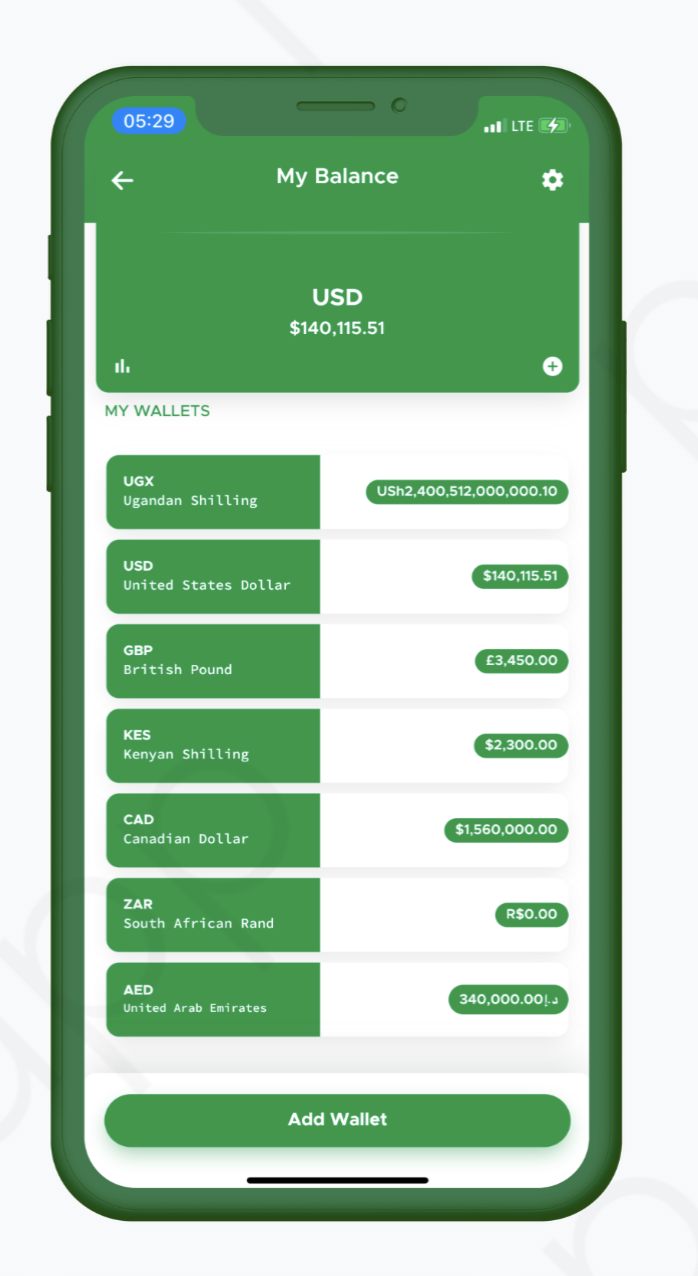 05:29
LTE
My Balance
USD
$140,115.51
MY WALLETS
UGX
Ugandan Shilling
USh2,400,512,000,000.10
USD
United States Dollar
$140,115.51
GBP
British Pound
£3,450.00
KES
Kenyan Shilling
$2,300.00
CAD
Canadian Dollar
$1,560,000.00
ZAR
South African Rand
R$0.00
AED
United Arab Emirates
340,000.00د.إ
Add Wallet